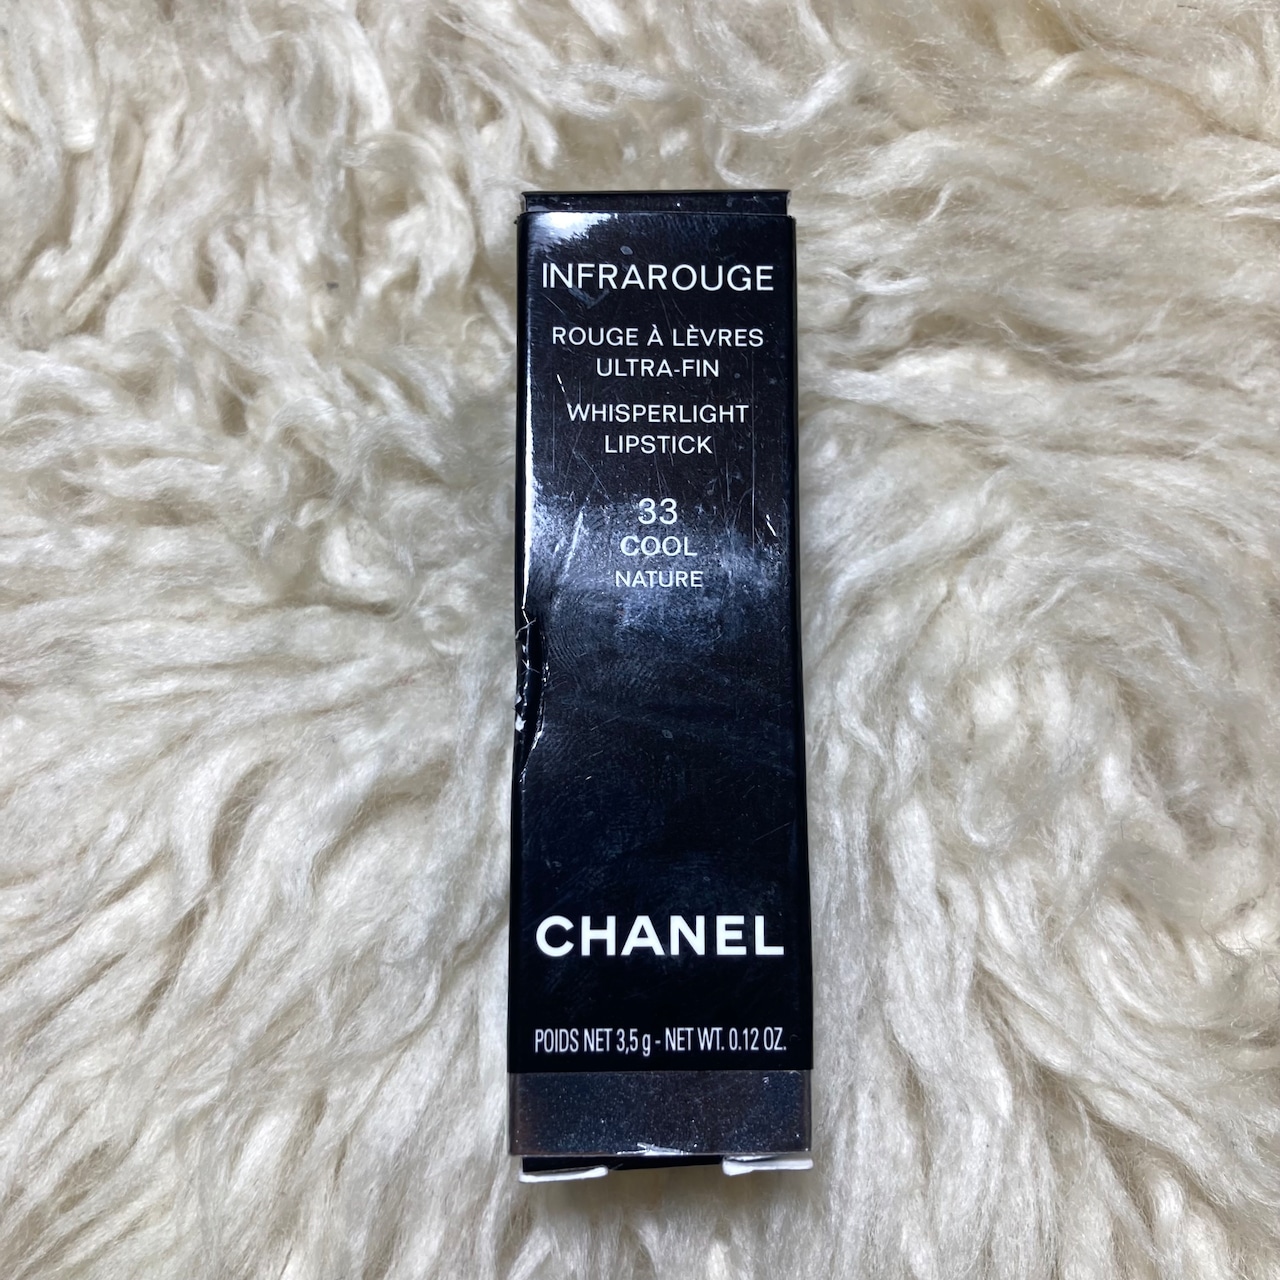 INFRAROUGE
ROUGE À LÈVRES
ULTRA-FIN
WHISPERLIGHT
LIPSTICK
33
COOL
NATURE
CHANEL
POIDS NET 3,5 g - NET WT. 0.12 OZ.